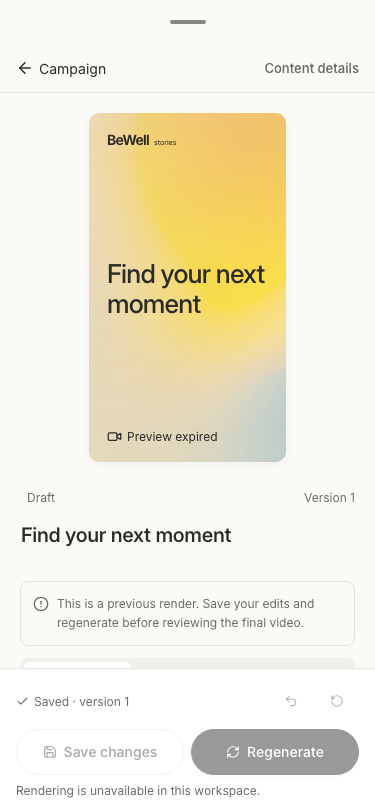 Campaign
Content details
BeWell stories
Find your next
moment
Preview expired
Draft
Version 1
Find your next moment
This is a previous render. Save your edits and
regenerate before reviewing the final video.
Saved · version 1
Save changes
Regenerate
Rendering is unavailable in this workspace.